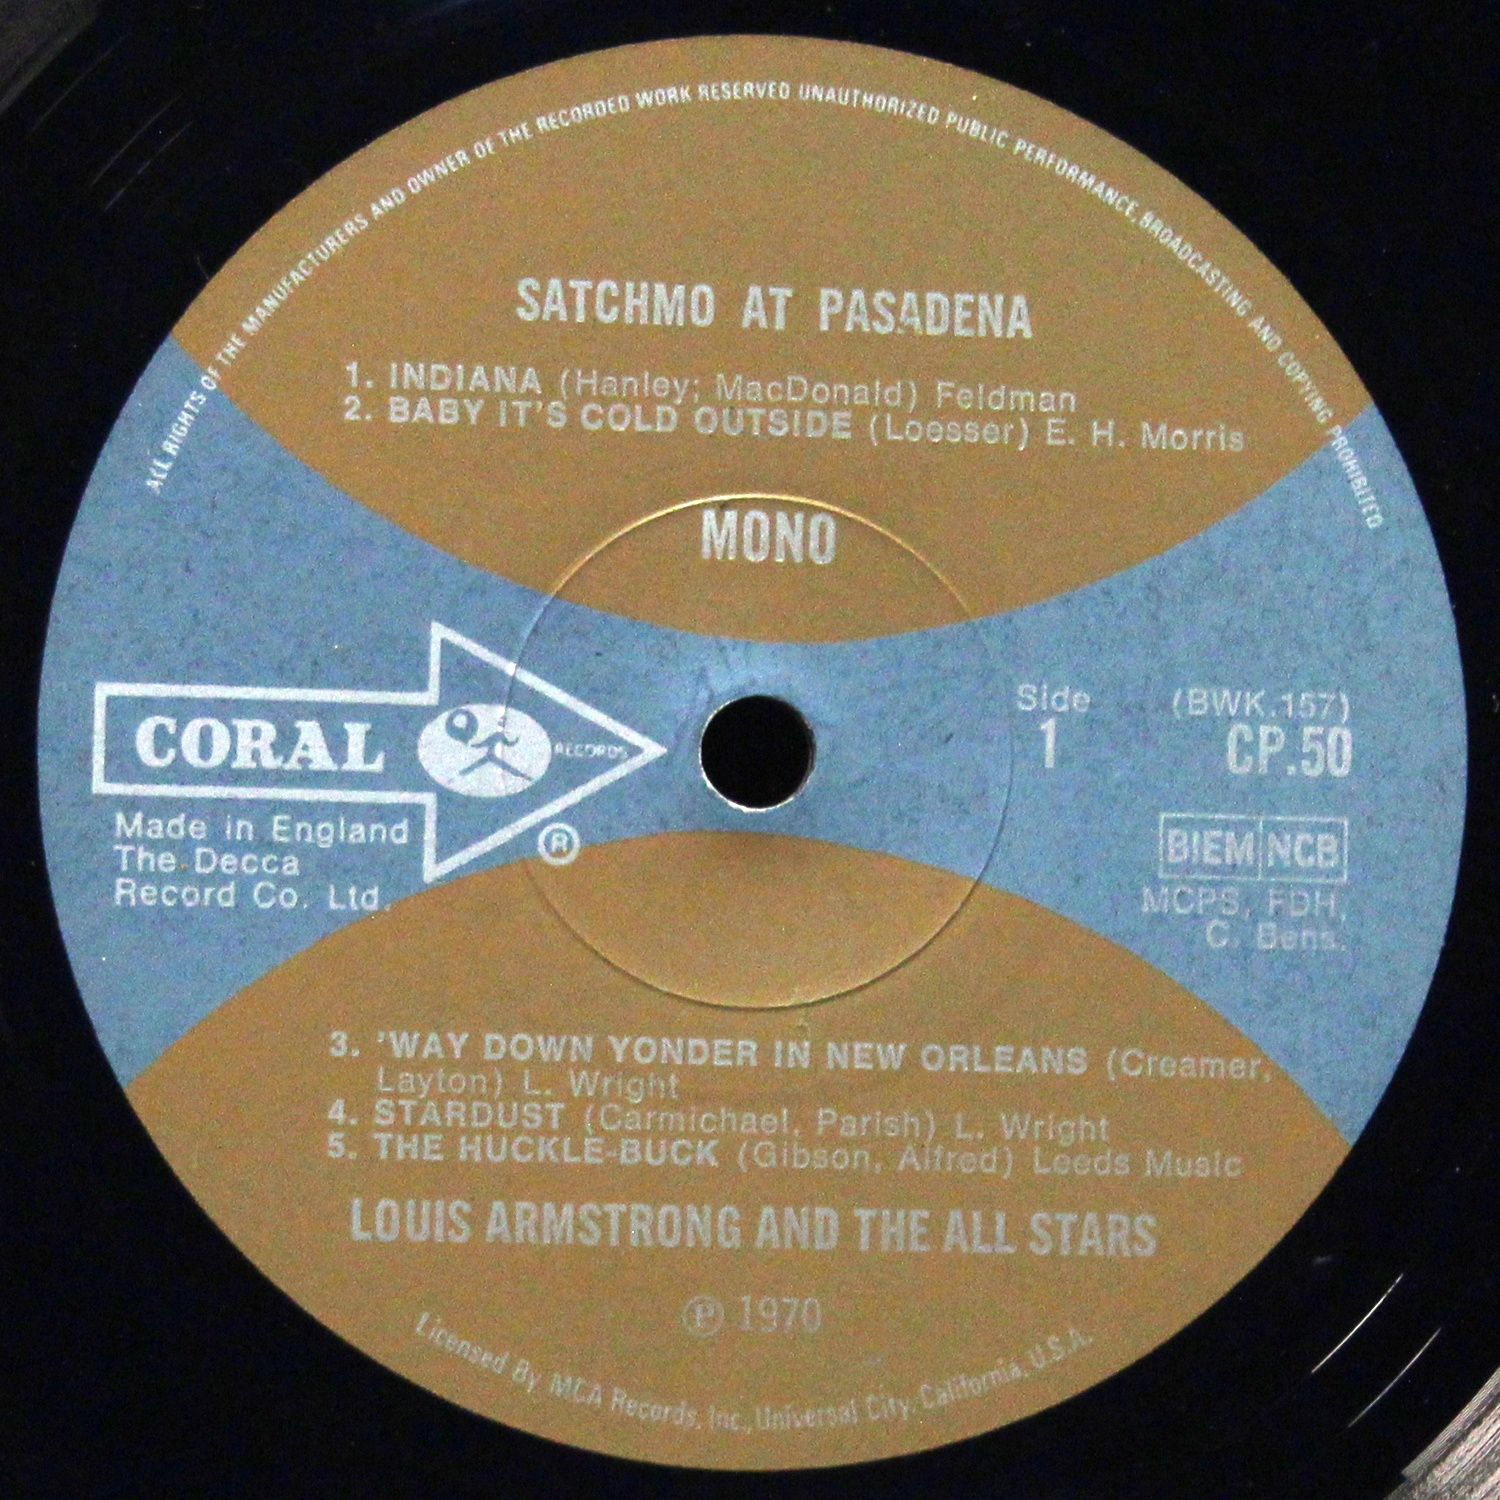 ALL RIGHTS OF THE MANUFACTURERS AND OWNER OF THE RECORDED WORK RESERVED UNAUTHORIZED PUBLIC PERFORMANCE, BROADCASTING AND COPYING PROHIBITED
SATCHMO AT PASADENA
1. INDIANA (Hanley; MacDonald) Feldman
2. BABY IT'S COLD OUTSIDE (Loesser) E. H. Morris
MONO
CORAL RECORDS
®
Made in England
The Decca
Record Co. Ltd.
Side
1
(BWK.157)
CP.50
BIEM NCB
MCPS, FDH,
C. Bens.
3. 'WAY DOWN YONDER IN NEW ORLEANS (Creamer,
Layton) L. Wright
4. STARDUST (Carmichael, Parish) L. Wright
5. THE HUCKLE-BUCK (Gibson, Alfred) Leeds Music
LOUIS ARMSTRONG AND THE ALL STARS
℗ 1970
Licensed By MCA Records, Inc., Universal City, California, U.S.A.